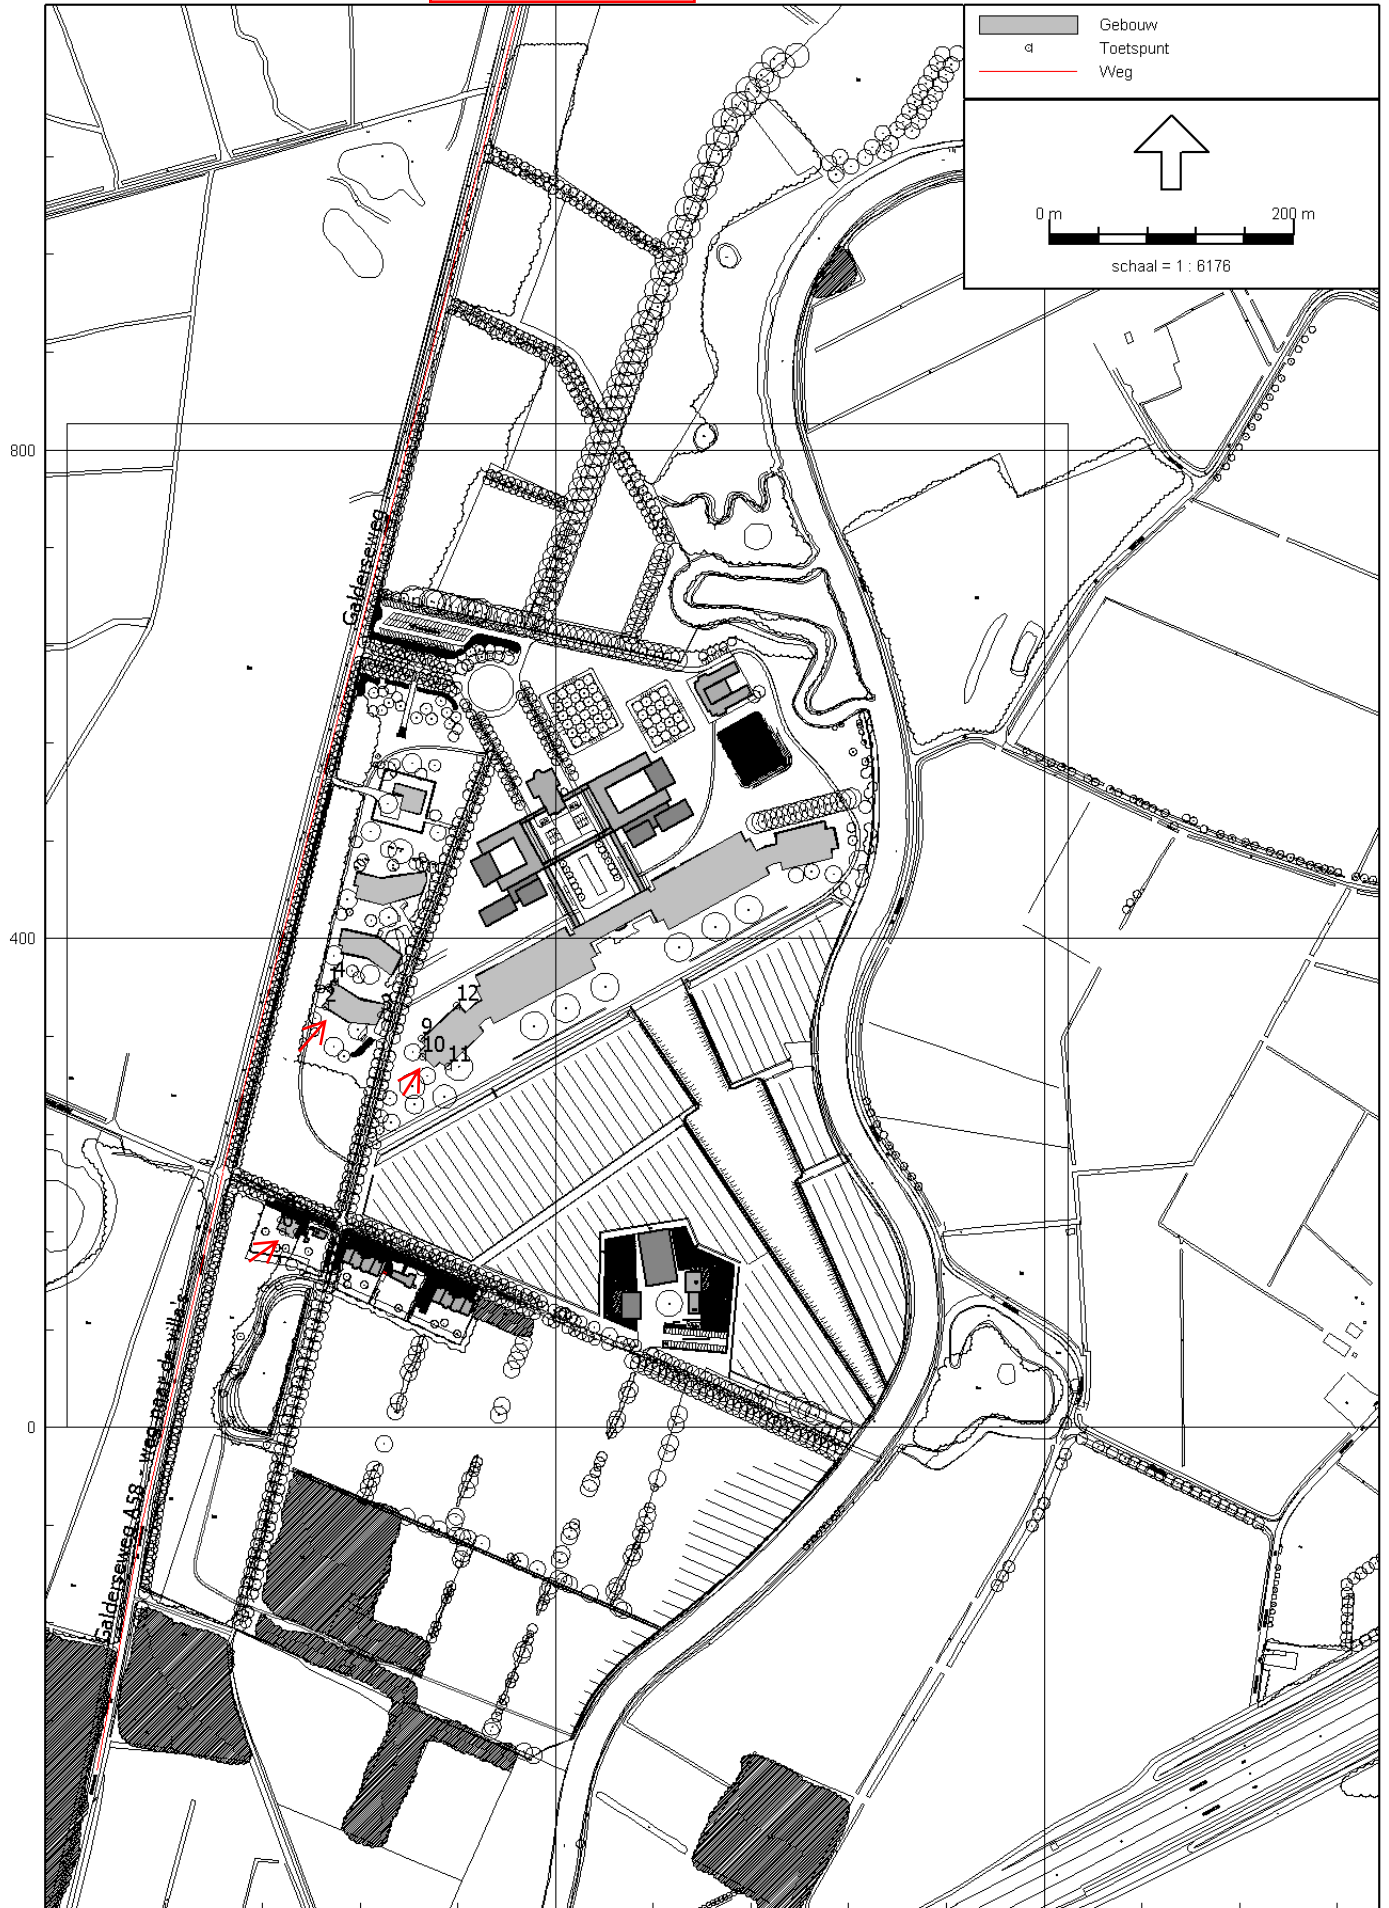 Gebouw
Toetspunt
Weg
0 m 200 m
schaal = 1 : 6176
800
Galderseweg
400
4
12
9
10
11
0
Galderseweg A58 - weg naar de villa's